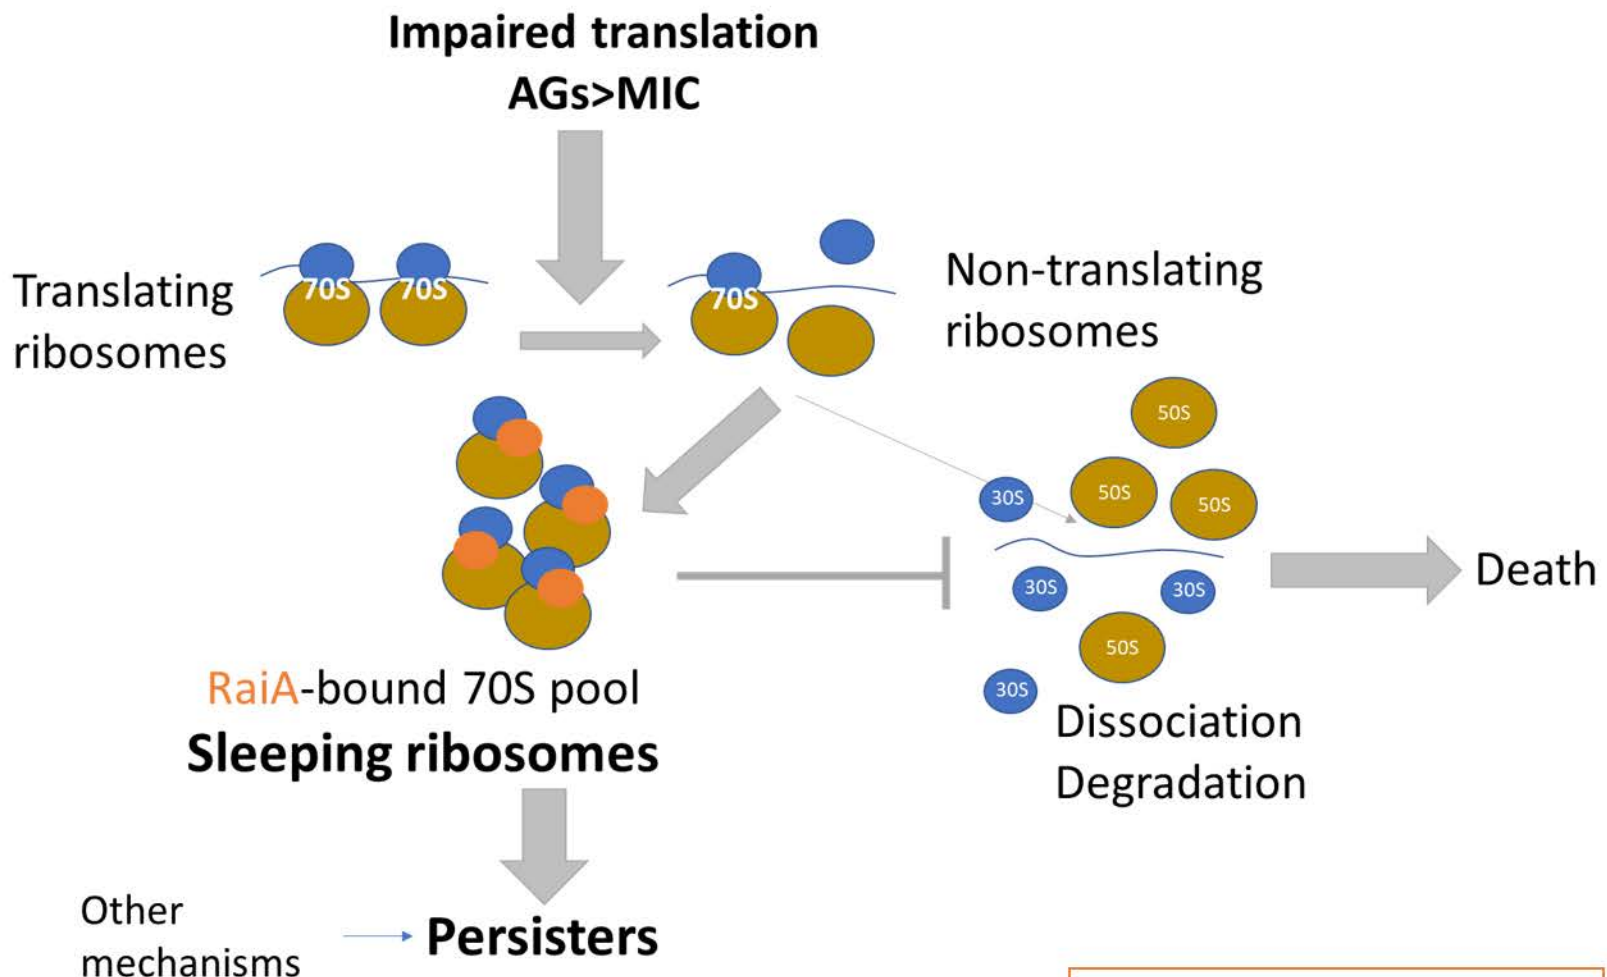 Impaired translation
AGs>MIC
Translating
ribosomes
70S
70S
70S
Non-translating
ribosomes
50S
50S
50S
30S
30S
30S
50S
30S
Death
RaiA-bound 70S pool
Sleeping ribosomes
Dissociation
Degradation
Other
mechanisms
Persisters